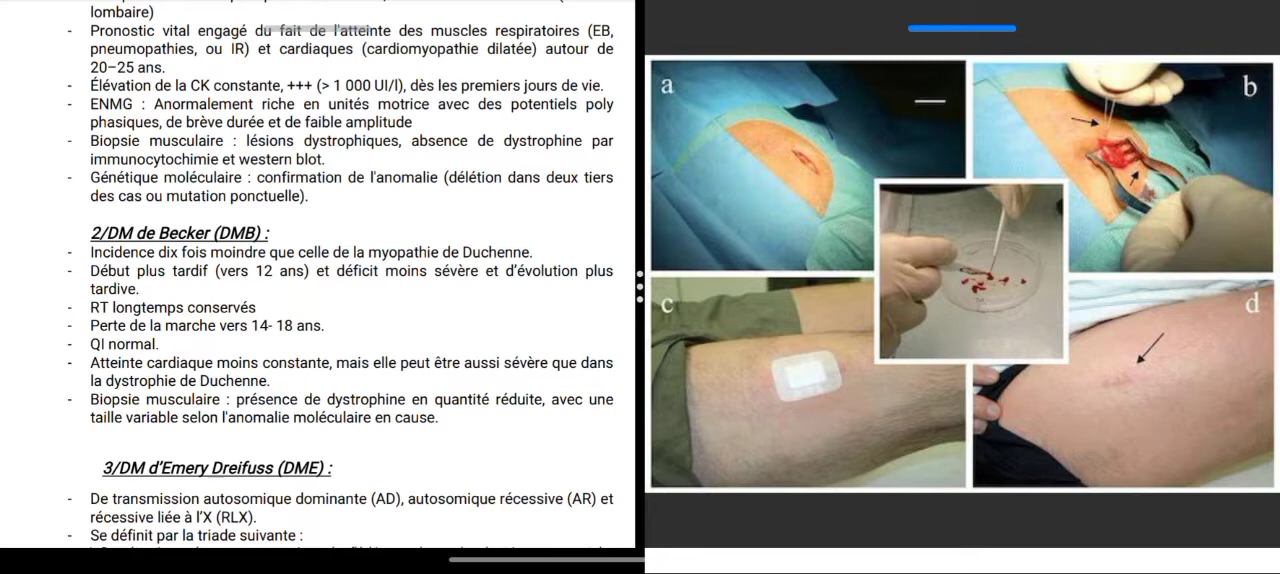 lombaire)
- Pronostic vital engagé du fait de l'atteinte des muscles respiratoires (EB,
pneumopathies, ou IR) et cardiaques (cardiomyopathie dilatée) autour de
20–25 ans.
- Élévation de la CK constante, +++ (> 1 000 UI/l), dès les premiers jours de vie.
- ENMG : Anormalement riche en unités motrice avec des potentiels poly
phasiques, de brève durée et de faible amplitude
- Biopsie musculaire : lésions dystrophiques, absence de dystrophine par
immunocytochimie et western blot.
- Génétique moléculaire : confirmation de l'anomalie (délétion dans deux tiers
des cas ou mutation ponctuelle).
2/DM de Becker (DMB) :
- Incidence dix fois moindre que celle de la myopathie de Duchenne.
- Début plus tardif (vers 12 ans) et déficit moins sévère et d'évolution plus
tardive.
- RT longtemps conservés
- Perte de la marche vers 14- 18 ans.
- QI normal.
- Atteinte cardiaque moins constante, mais elle peut être aussi sévère que dans
la dystrophie de Duchenne.
- Biopsie musculaire : présence de dystrophine en quantité réduite, avec une
taille variable selon l'anomalie moléculaire en cause.
3/DM d'Emery Dreifuss (DME) :
- De transmission autosomique dominante (AD), autosomique récessive (AR) et
récessive liée à l'X (RLX).
- Se définit par la triade suivante :
a
b
c
d